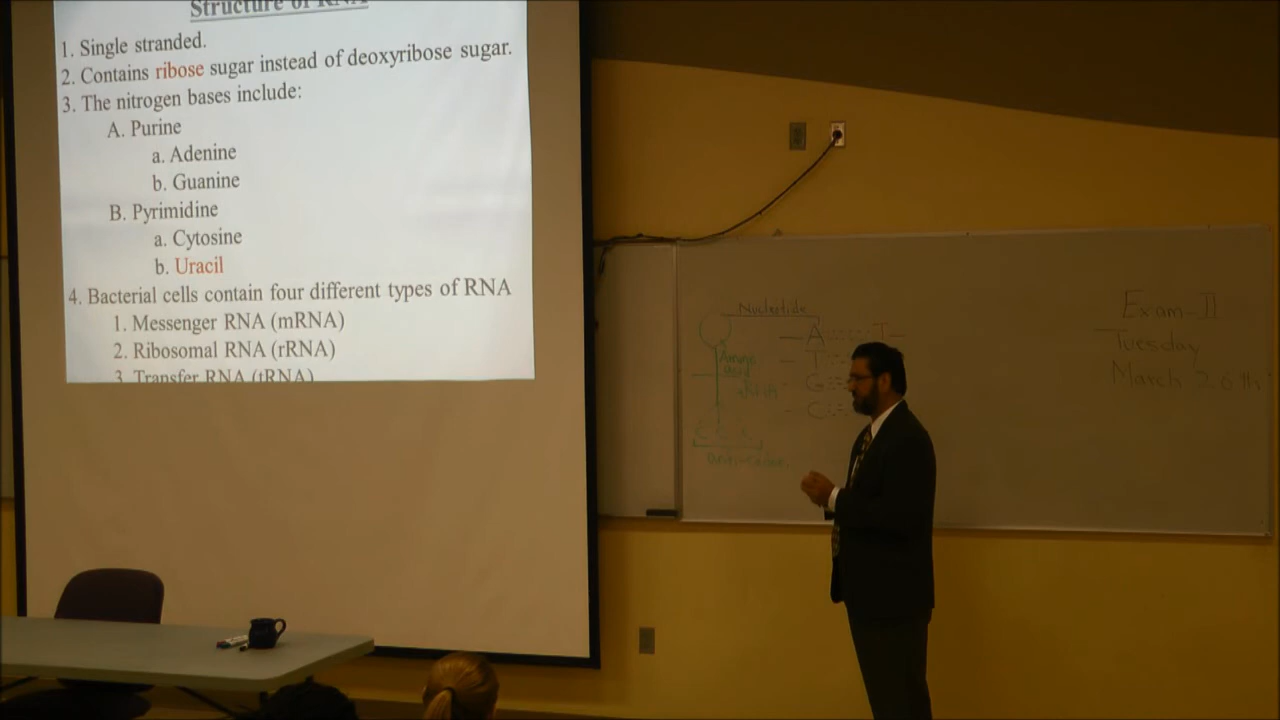 Structure of RNA
1. Single stranded.
2. Contains ribose sugar instead of deoxyribose sugar.
3. The nitrogen bases include:
A. Purine
a. Adenine
b. Guanine
B. Pyrimidine
a. Cytosine
b. Uracil
4. Bacterial cells contain four different types of RNA
1. Messenger RNA (mRNA)
2. Ribosomal RNA (rRNA)
3. Transfer RNA (tRNA)
Nucleotide
A T
T
G
C
Amino
acid
Exam-II
Tuesday
March 26th